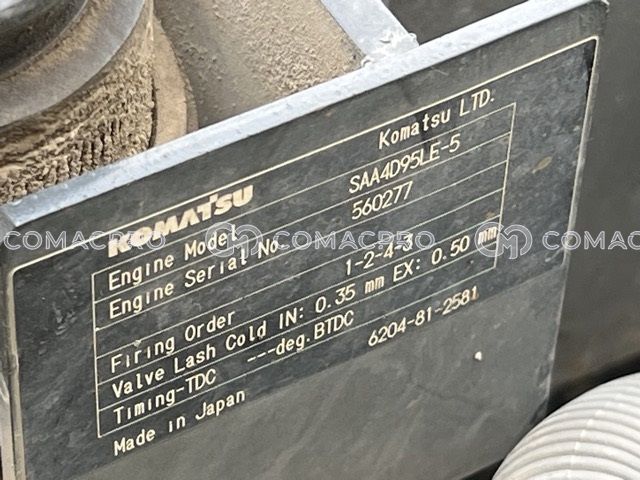 KOMATSU Komatsu LTD.
Engine Model SAA4D95LE-5
Engine Serial No. 560277
Firing Order 1-2-4-3
Valve Lash Cold IN: 0.35 mm EX: 0.50 mm
Timing-TDC ---deg.BTDC
Made in Japan 6204-81-2581
COMACPRO COMACPRO COMACPRO